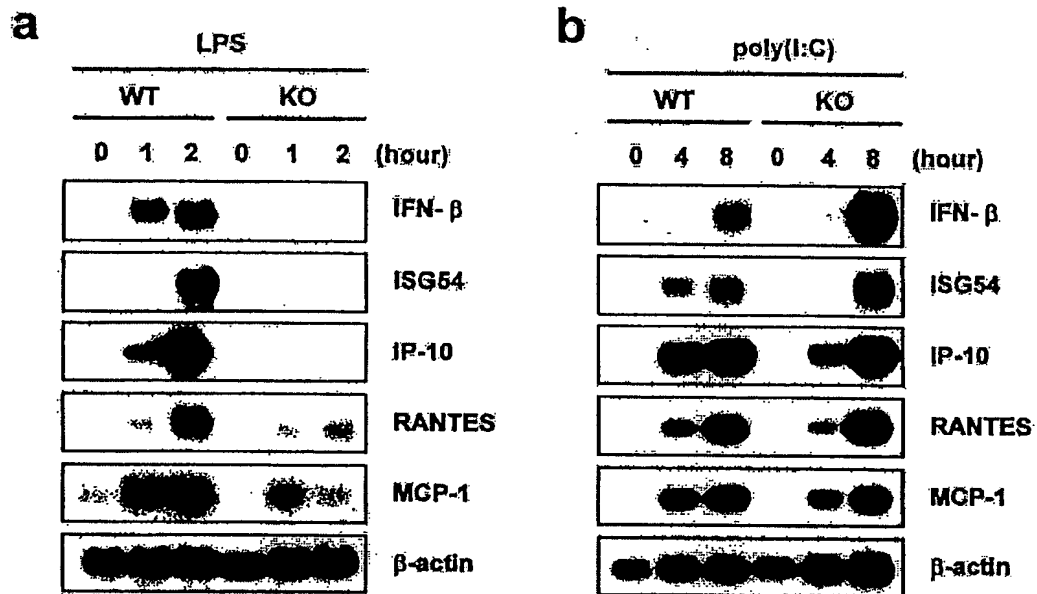 a
LPS
WT KO
0 1 2 0 1 2 (hour)
IFN-β
ISG54
IP-10
RANTES
MCP-1
β-actin
b
poly(I:C)
WT KO
0 4 8 0 4 8 (hour)
IFN-β
ISG54
IP-10
RANTES
MCP-1
β-actin